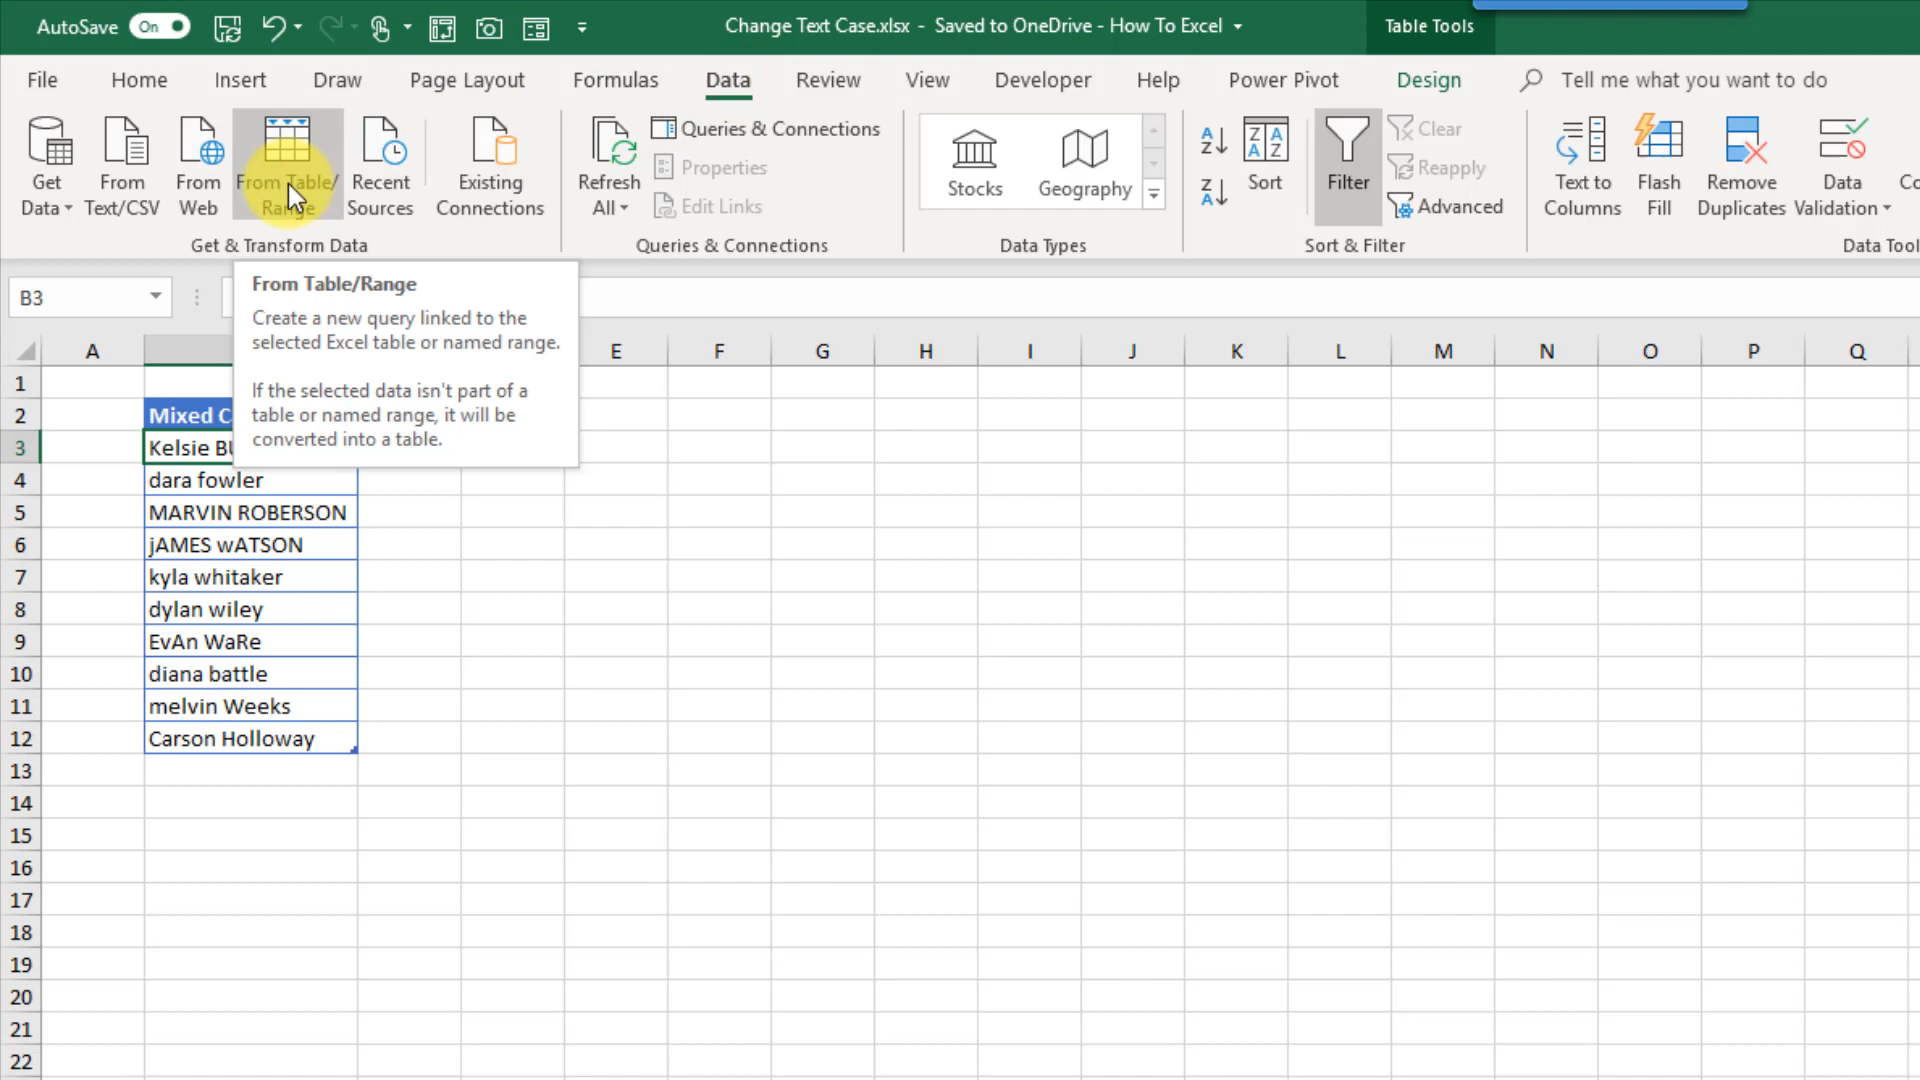 AutoSave On Change Text Case.xlsx - Saved to OneDrive - How To Excel Table Tools
File Home Insert Draw Page Layout Formulas Data Review View Developer Help Power Pivot Design Tell me what you want to do
Get Data
From Text/CSV
From Web
From Table/
Range
Recent Sources
Existing Connections
Get & Transform Data
Refresh All
Queries & Connections
Properties
Edit Links
Queries & Connections
Stocks Geography
Data Types
Sort
Filter
Clear
Reapply
Advanced
Sort & Filter
Text to Columns
Flash Fill
Remove Duplicates
Data Validation
B3
From Table/Range
Create a new query linked to the
selected Excel table or named range.
If the selected data isn't part of a
table or named range, it will be
converted into a table.
A E F G H I J K L M N O P Q
1
2 Mixed
3 Kelsie
4 dara fowler
5 MARVIN ROBERSON
6 jAMES wATSON
7 kyla whitaker
8 dylan wiley
9 EvAn WaRe
10 diana battle
11 melvin Weeks
12 Carson Holloway
13
14
15
16
17
18
19
20
21
22